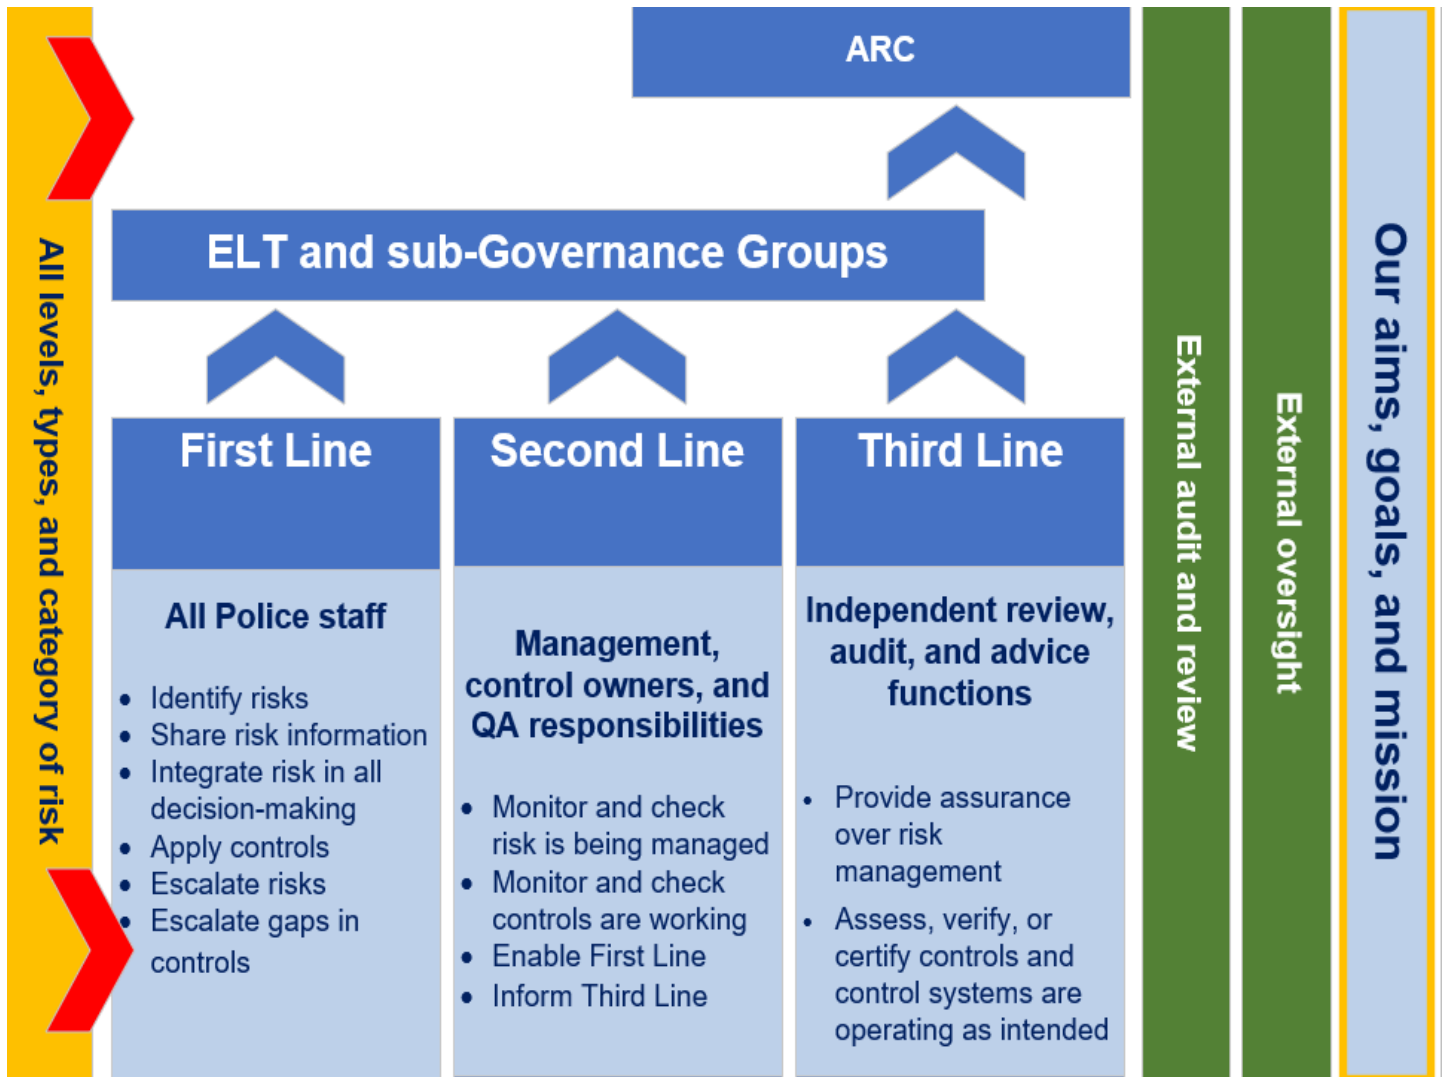 ARC
ELT and sub-Governance Groups
All levels, types, and category of risk
First Line
All Police staff
• Identify risks
• Share risk information
• Integrate risk in all
decision-making
• Apply controls
• Escalate risks
• Escalate gaps in
controls
Second Line
Management,
control owners, and
QA responsibilities
• Monitor and check
risk is being managed
• Monitor and check
controls are working
• Enable First Line
• Inform Third Line
Third Line
Independent review,
audit, and advice
functions
• Provide assurance
over risk
management
• Assess, verify, or
certify controls and
control systems are
operating as intended
External audit and review
External oversight
Our aims, goals, and mission